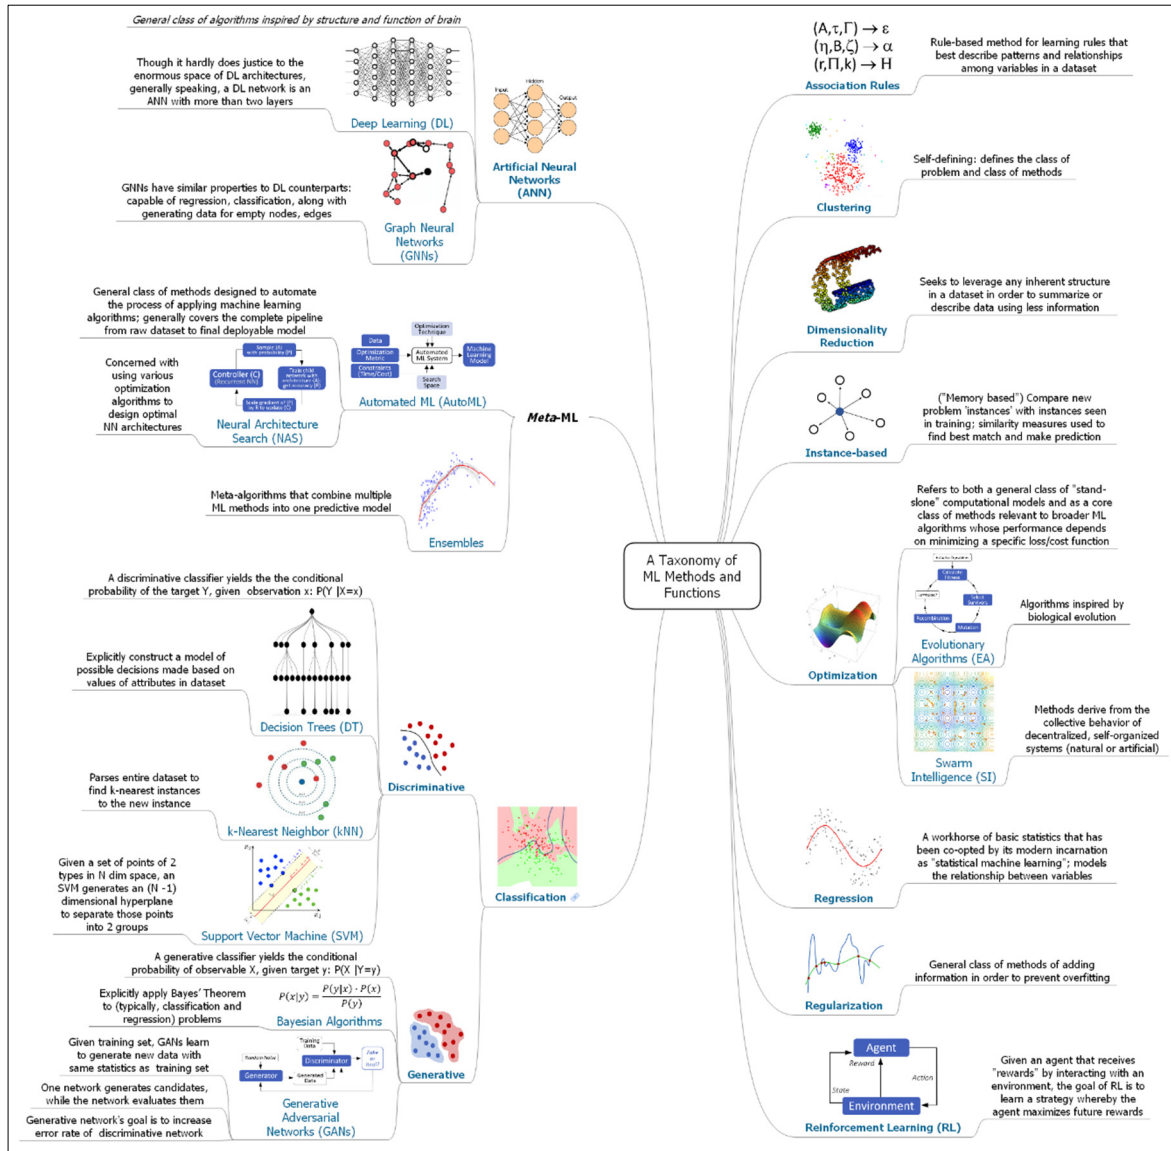 General class of algorithms inspired by structure and function of brain
Though it hardly does justice to the
enormous space of DL architectures,
generally speaking, a DL network is an
ANN with more than two layers
Deep Learning (DL)
Input
Hidden
Output
Artificial Neural
Networks
(ANN)
GNNs have similar properties to DL counterparts:
capable of regression, classification, along with
generating data for empty nodes, edges
Graph Neural
Networks
(GNNs)
General class of methods designed to automate
the process of applying machine learning
algorithms; generally covers the complete pipeline
from raw dataset to final deployable model
Concerned with
using various
optimization
algorithms to
design optimal
NN architectures
Sample (A)
with probability (P)
Controller (C)
(Recurrent NN)
Train child
network with
architecture (A)
get accuracy (R)
Neural Architecture
Search (NAS)
Data
Optimization
Metric
Constraints
(Time/Cost)
Optimization
Technique
Automated
ML System
Search
Space
Machine
Learning
Model
Automated ML (AutoML)
Meta-ML
Meta-algorithms that combine multiple
ML methods into one predictive model
Ensembles
A Taxonomy of
ML Methods and
Functions
A discriminative classifier yields the the conditional
probability of the target Y, given observation x: P(Y |X=x)
Explicitly construct a model of
possible decisions made based on
values of attributes in dataset
Decision Trees (DT)
Parses entire dataset to
find k-nearest instances
to the new instance
k-Nearest Neighbor (kNN)
Discriminative
Given a set of points of 2
types in N dim space, an
SVM generates an (N -1)
dimensional hyperplane
to separate those points
into 2 groups
Support Vector Machine (SVM)
Classification
A generative classifier yields the conditional
probability of observable X, given target y: P(X |Y=y)
Explicitly apply Bayes' Theorem
to (typically, classification and
regression) problems
P(x|y) = P(y|x) · P(x) / P(y)
Bayesian Algorithms
Generative
Given training set, GANs learn
to generate new data with
same statistics as training set
One network generates candidates,
while the network evaluates them
Generative network's goal is to increase
error rate of discriminative network
Random Noise
Generator
Training
Data
Generated
Data
Discriminator
Fake
or
Real?
Generative
Adversarial
Networks (GANs)
(A,τ,Γ) → ε
(η,B,ζ) → α
(r,Π,k) → H
Association Rules
Rule-based method for learning rules that
best describe patterns and relationships
among variables in a dataset
Clustering
Self-defining: defines the class of
problem and class of methods
Dimensionality
Reduction
Seeks to leverage any inherent structure
in a dataset in order to summarize or
describe data using less information
Instance-based
("Memory based") Compare new
problem 'instances' with instances seen
in training; similarity measures used to
find best match and make prediction
Refers to both a general class of "stand-
slone" computational models and as a core
class of methods relevant to broader ML
algorithms whose performance depends
on minimizing a specific loss/cost function
Optimization
Recombination
Mutation
Evolutionary
Algorithms (EA)
Algorithms inspired by
biological evolution
Swarm
Intelligence (SI)
Methods derive from the
collective behavior of
decentralized, self-organized
systems (natural or artificial)
Regression
A workhorse of basic statistics that has
been co-opted by its modern incarnation
as "statistical machine learning"; models
the relationship between variables
Regularization
General class of methods of adding
information in order to prevent overfitting
Agent
Reward
State
Action
Environment
Reinforcement Learning (RL)
Given an agent that receives
"rewards" by interacting with an
environment, the goal of RL is to
learn a strategy whereby the
agent maximizes future rewards